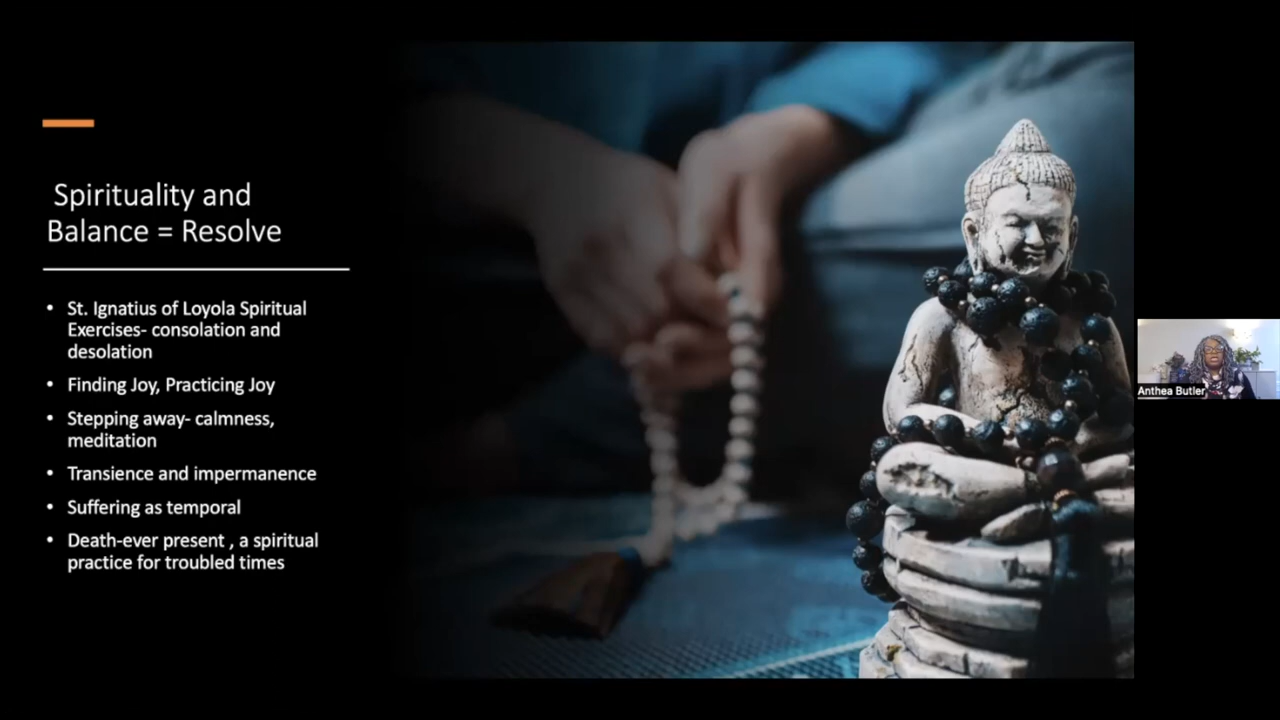 Spirituality and
Balance = Resolve
• St. Ignatius of Loyola Spiritual
Exercises- consolation and
desolation
• Finding Joy, Practicing Joy
• Stepping away- calmness,
meditation
• Transience and impermanence
• Suffering as temporal
• Death-ever present , a spiritual
practice for troubled times
Anthea Butler